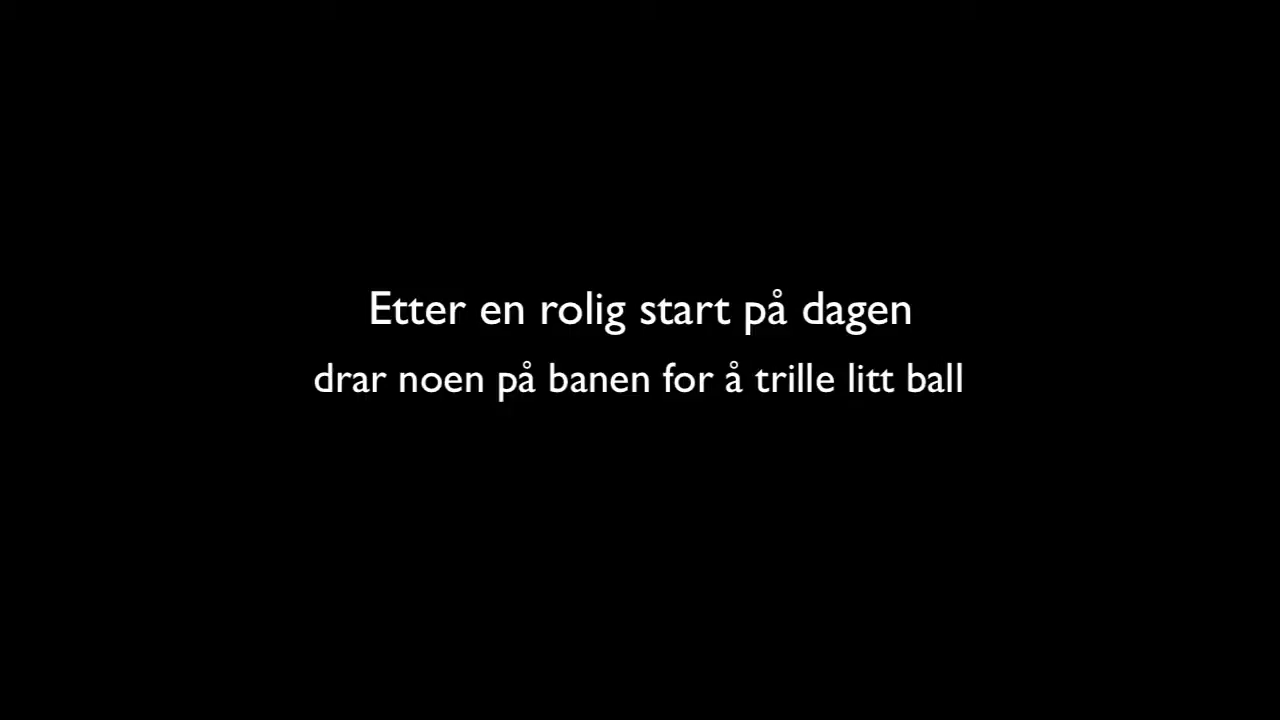 Etter en rolig start på dagen
drar noen på banen for å trille litt ball